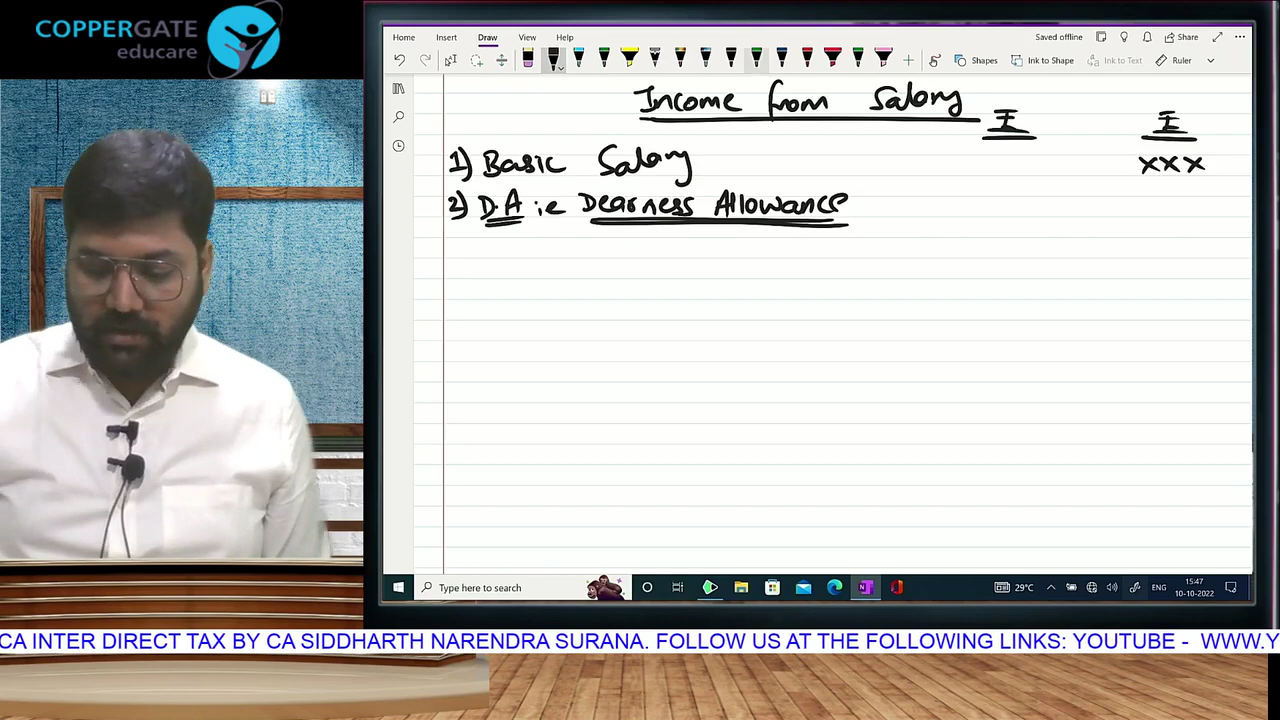 COPPERGATE
educare
Home Insert Draw View Help
Saved offline
Share
Shapes
Ink to Shape
Ink to Text
Ruler
Income from Salary
₹ ₹
1) Basic Salary xxx
2) D.A i.e Dearness Allowance
Type here to search
29°C
ENG
15:47
10-10-2022
CA INTER DIRECT TAX BY CA SIDDHARTH NARENDRA SURANA. FOLLOW US AT THE FOLLOWING LINKS: YOUTUBE - WWW.Y